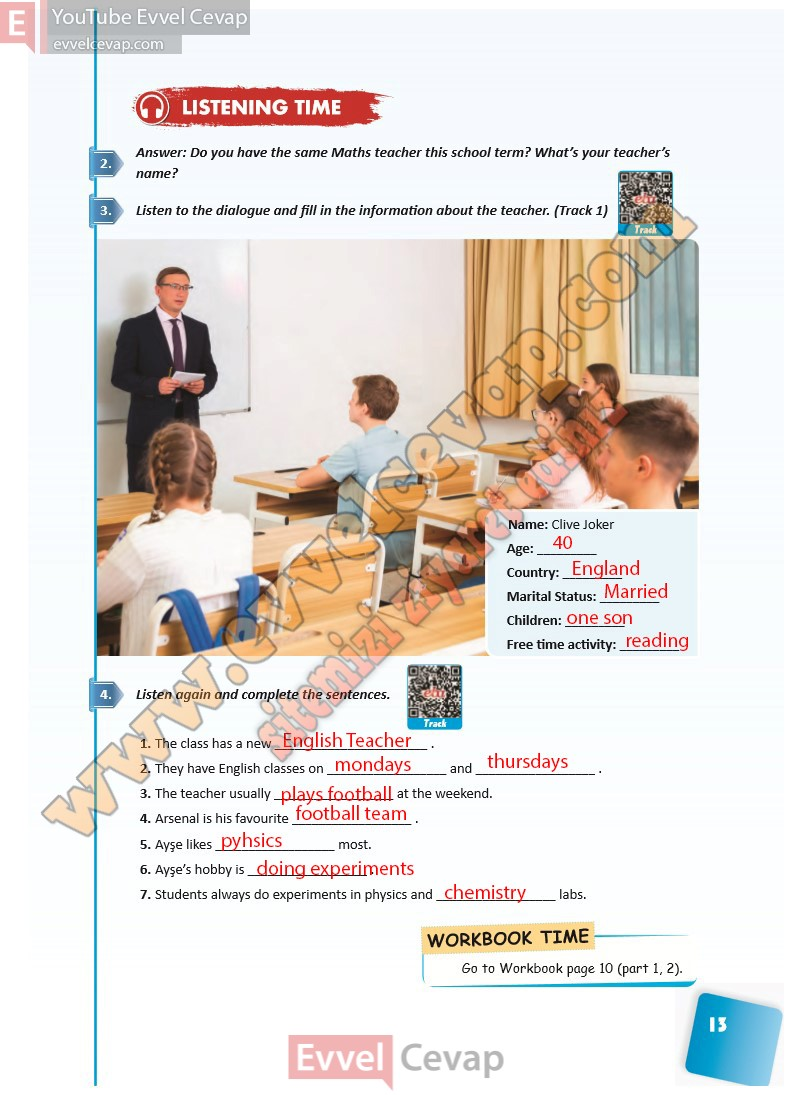 E YouTube Evvel Cevap
evvelcevap.com
LISTENING TIME
2. Answer: Do you have the same Maths teacher this school term? What's your teacher's
name?
3. Listen to the dialogue and fill in the information about the teacher. (Track 1)
etu
Track
Name: Clive Joker
Age: 40
Country: England
Marital Status: Married
Children: one son
Free time activity: reading
www.evvelcevap.com
sitemizi ziyaret ediniz
4. Listen again and complete the sentences.
etu
Track
1. The class has a new English Teacher .
2. They have English classes on mondays and thursdays .
3. The teacher usually plays football at the weekend.
4. Arsenal is his favourite football team .
5. Ayşe likes pyhsics most.
6. Ayşe's hobby is doing experiments .
7. Students always do experiments in physics and chemistry labs.
WORKBOOK TIME
Go to Workbook page 10 (part 1, 2).
13
Evvel Cevap